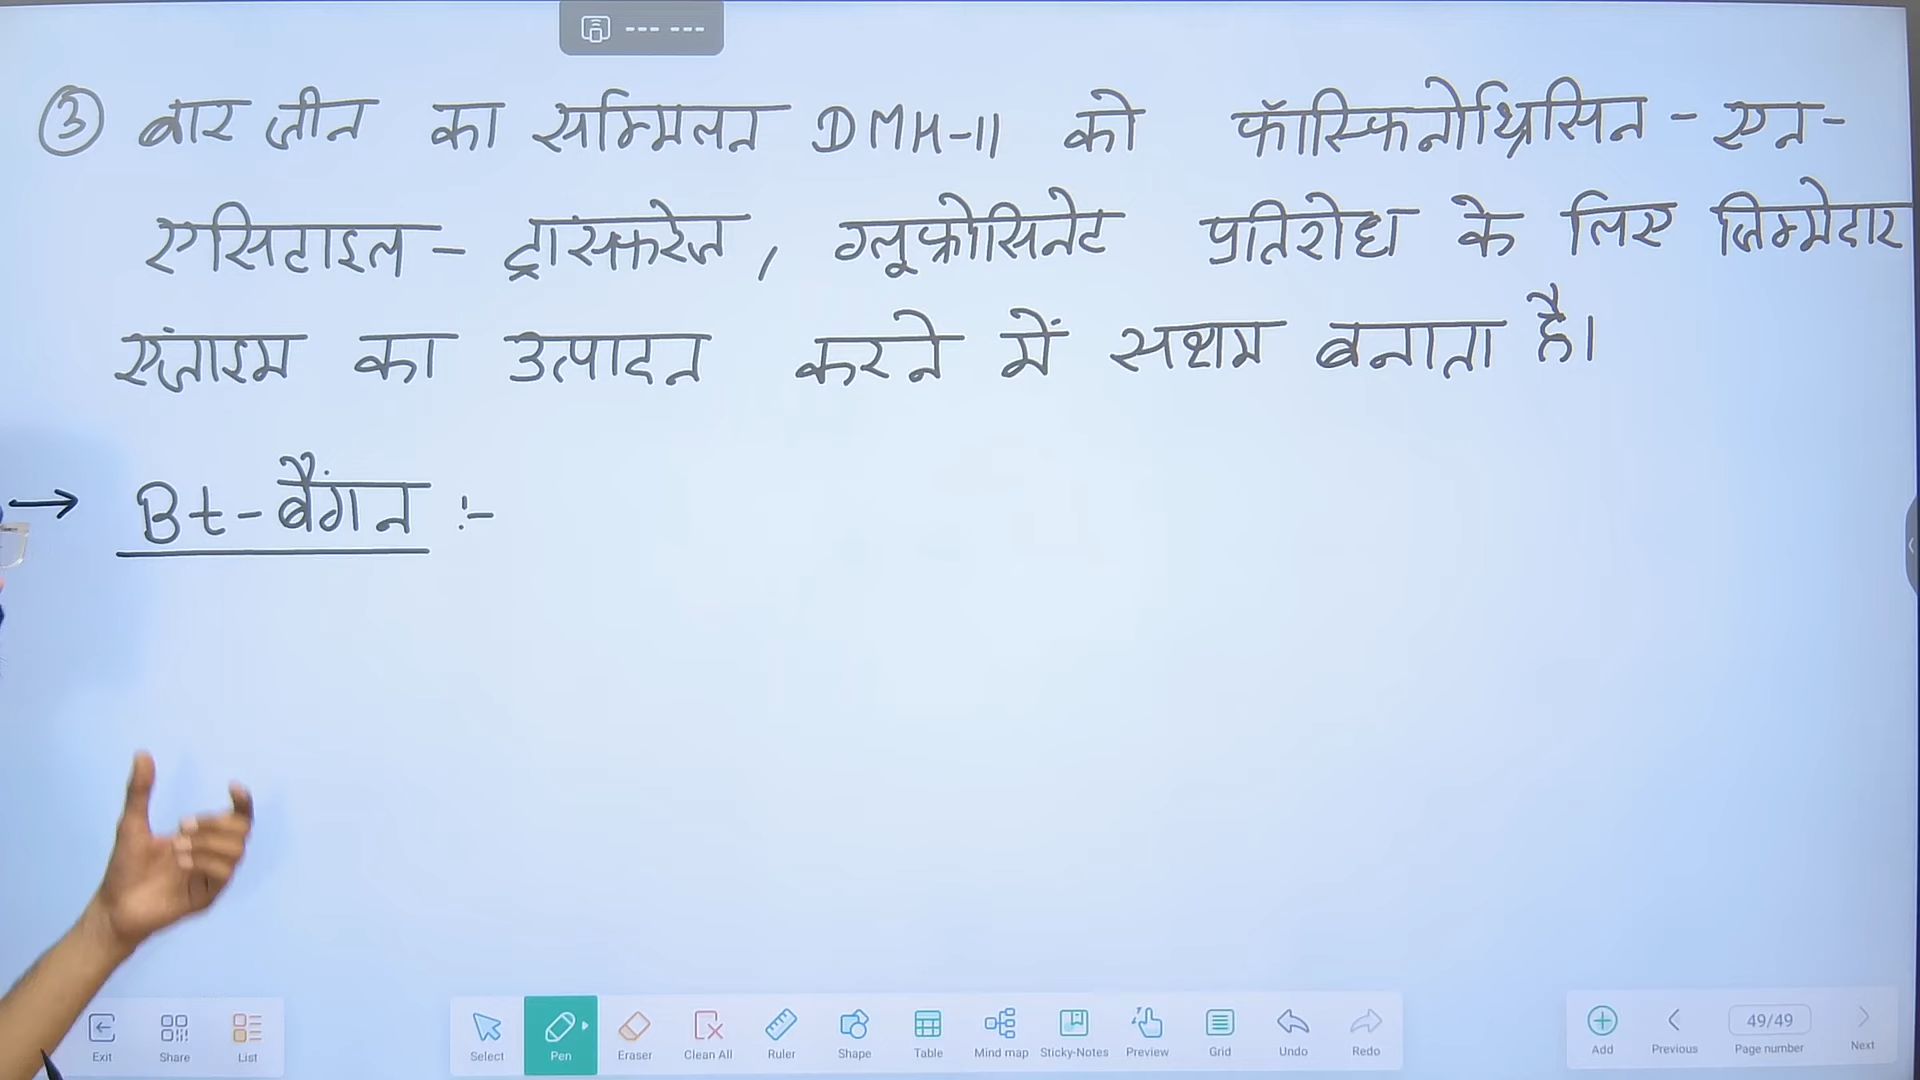 --- ---
③ बार जीन का सम्मिलन DMH-11 को फॉस्फिनोथ्रिसिन - एन -
एसिटाइल - ट्रांसफरेज, ग्लूफोसिनेट प्रतिरोध के लिए जिम्मेदार
एंजाइम का उत्पादन करने में सक्षम बनाता है।
→ Bt-बैंगन :-
Exit Share List Select Pen Eraser Clean All Ruler Shape Table Mind map Sticky-Notes Preview Grid Undo Redo Add Previous 49/49 Page number Next